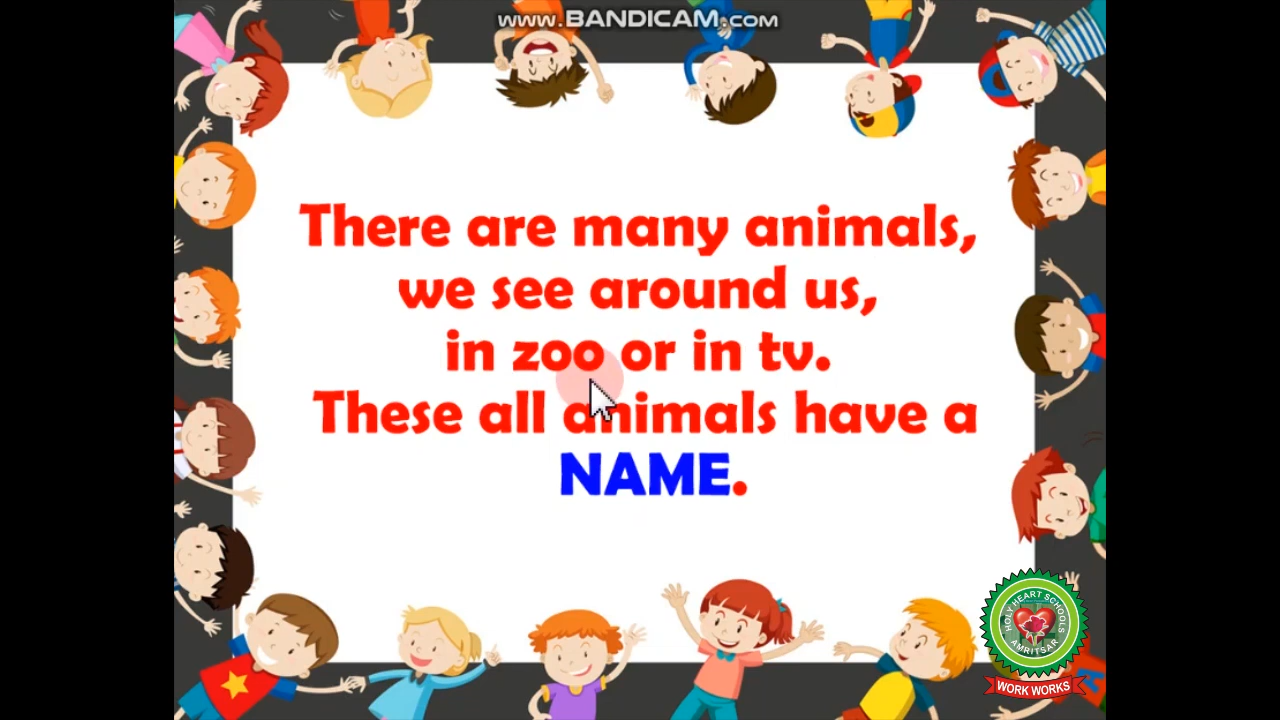 www.BANDICAM.com
There are many animals,
we see around us,
in zoo or in tv.
These all animals have a
NAME.
HOLY HEART SCHOOLS
AMRITSAR
WORK WORKS